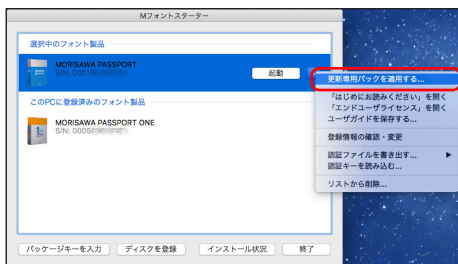 Mフォントスターター
選択中のフォント製品
MORISAWA PASSPORT
S/N: 0001
起動
更新専用パックを適用する...
「はじめにお読みください」を開く
「エンドユーザライセンス」を開く
ユーザガイドを保存する...
登録情報の確認・変更
認証ファイルを書き出す...
認証キーを読み込む...
リストから削除...
このPCに登録済みのフォント製品
MORISAWA PASSPORT ONE
S/N: 0005
パッケージキーを入力
ディスクを登録
インストール状況
終了